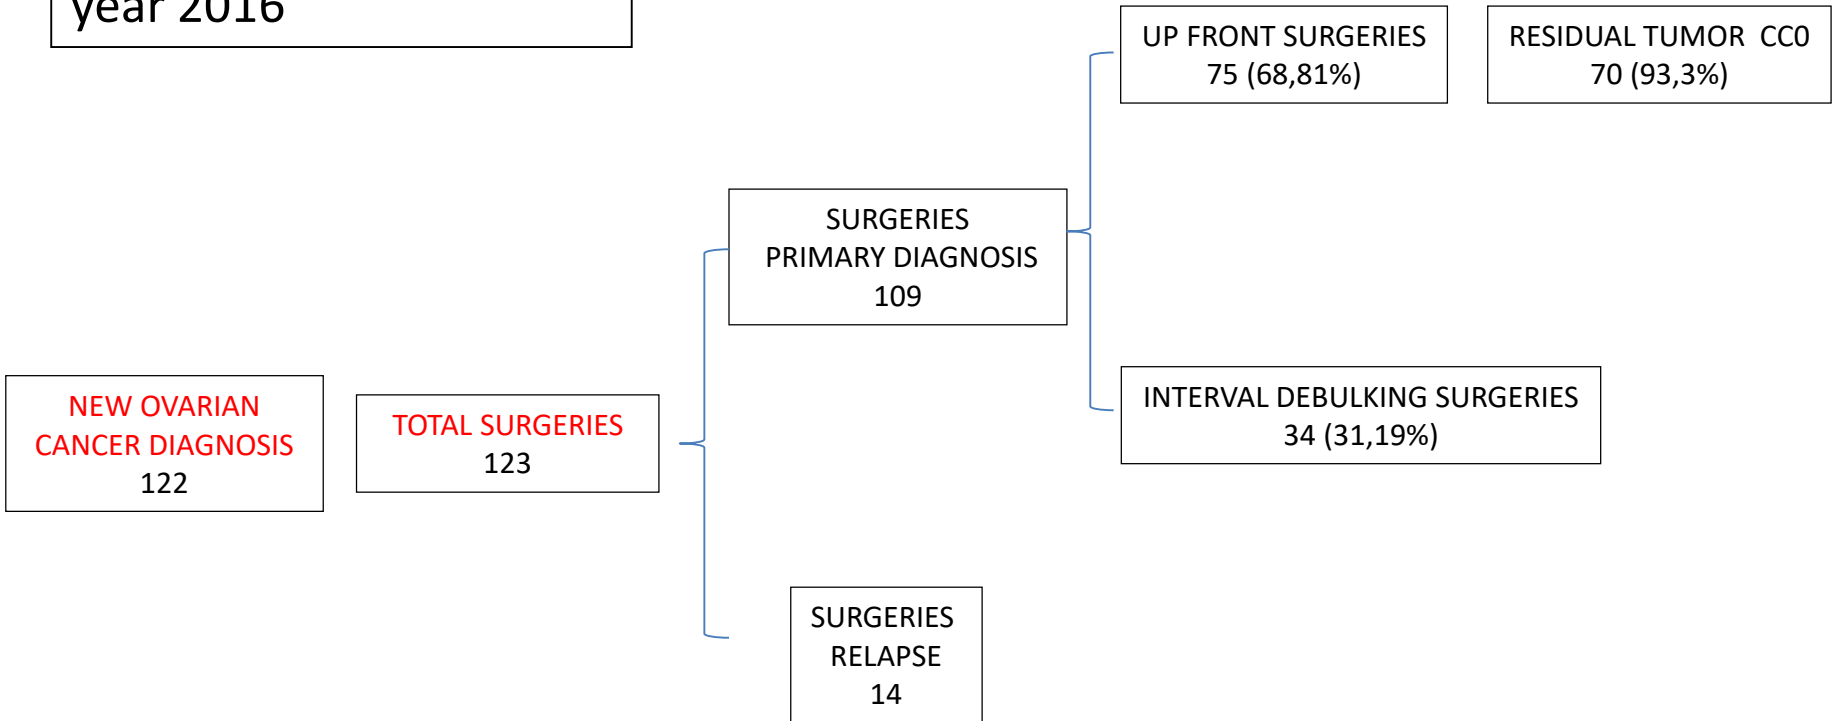 year 2016
UP FRONT SURGERIES
75 (68,81%)
RESIDUAL TUMOR CC0
70 (93,3%)
SURGERIES
PRIMARY DIAGNOSIS
109
NEW OVARIAN
CANCER DIAGNOSIS
122
TOTAL SURGERIES
123
INTERVAL DEBULKING SURGERIES
34 (31,19%)
SURGERIES
RELAPSE
14